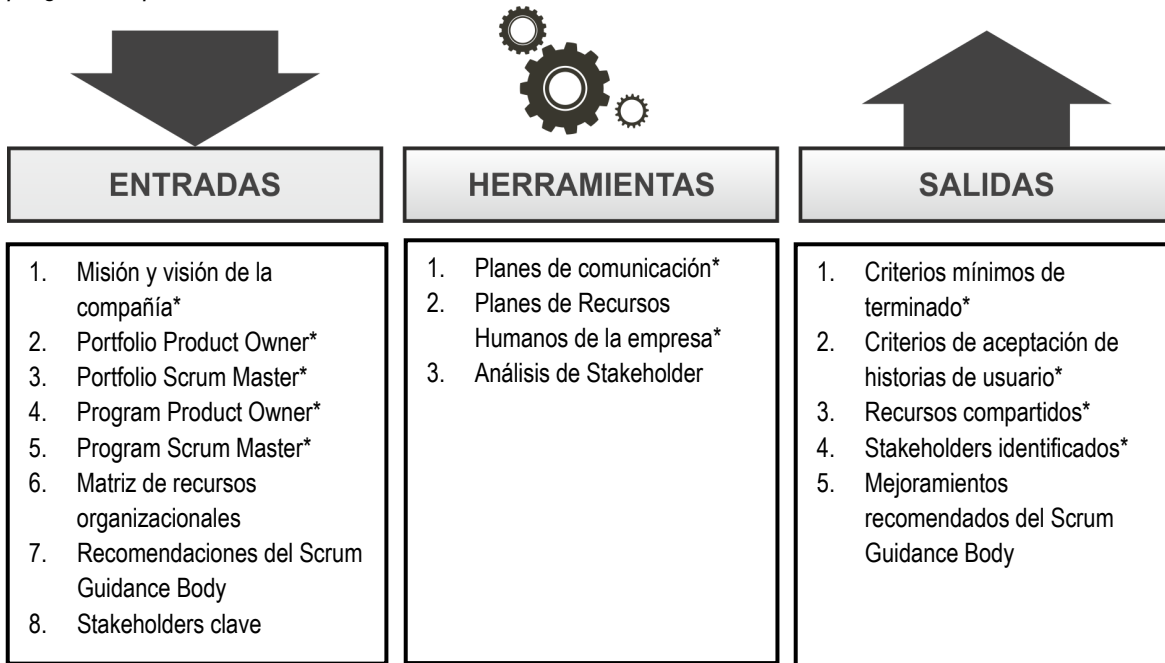 ENTRADAS
1. Misión y visión de la
compañía*
2. Portfolio Product Owner*
3. Portfolio Scrum Master*
4. Program Product Owner*
5. Program Scrum Master*
6. Matriz de recursos
organizacionales
7. Recomendaciones del Scrum
Guidance Body
8. Stakeholders clave
HERRAMIENTAS
1. Planes de comunicación*
2. Planes de Recursos
Humanos de la empresa*
3. Análisis de Stakeholder
SALIDAS
1. Criterios mínimos de
terminado*
2. Criterios de aceptación de
historias de usuario*
3. Recursos compartidos*
4. Stakeholders identificados*
5. Mejoramientos
recomendados del Scrum
Guidance Body